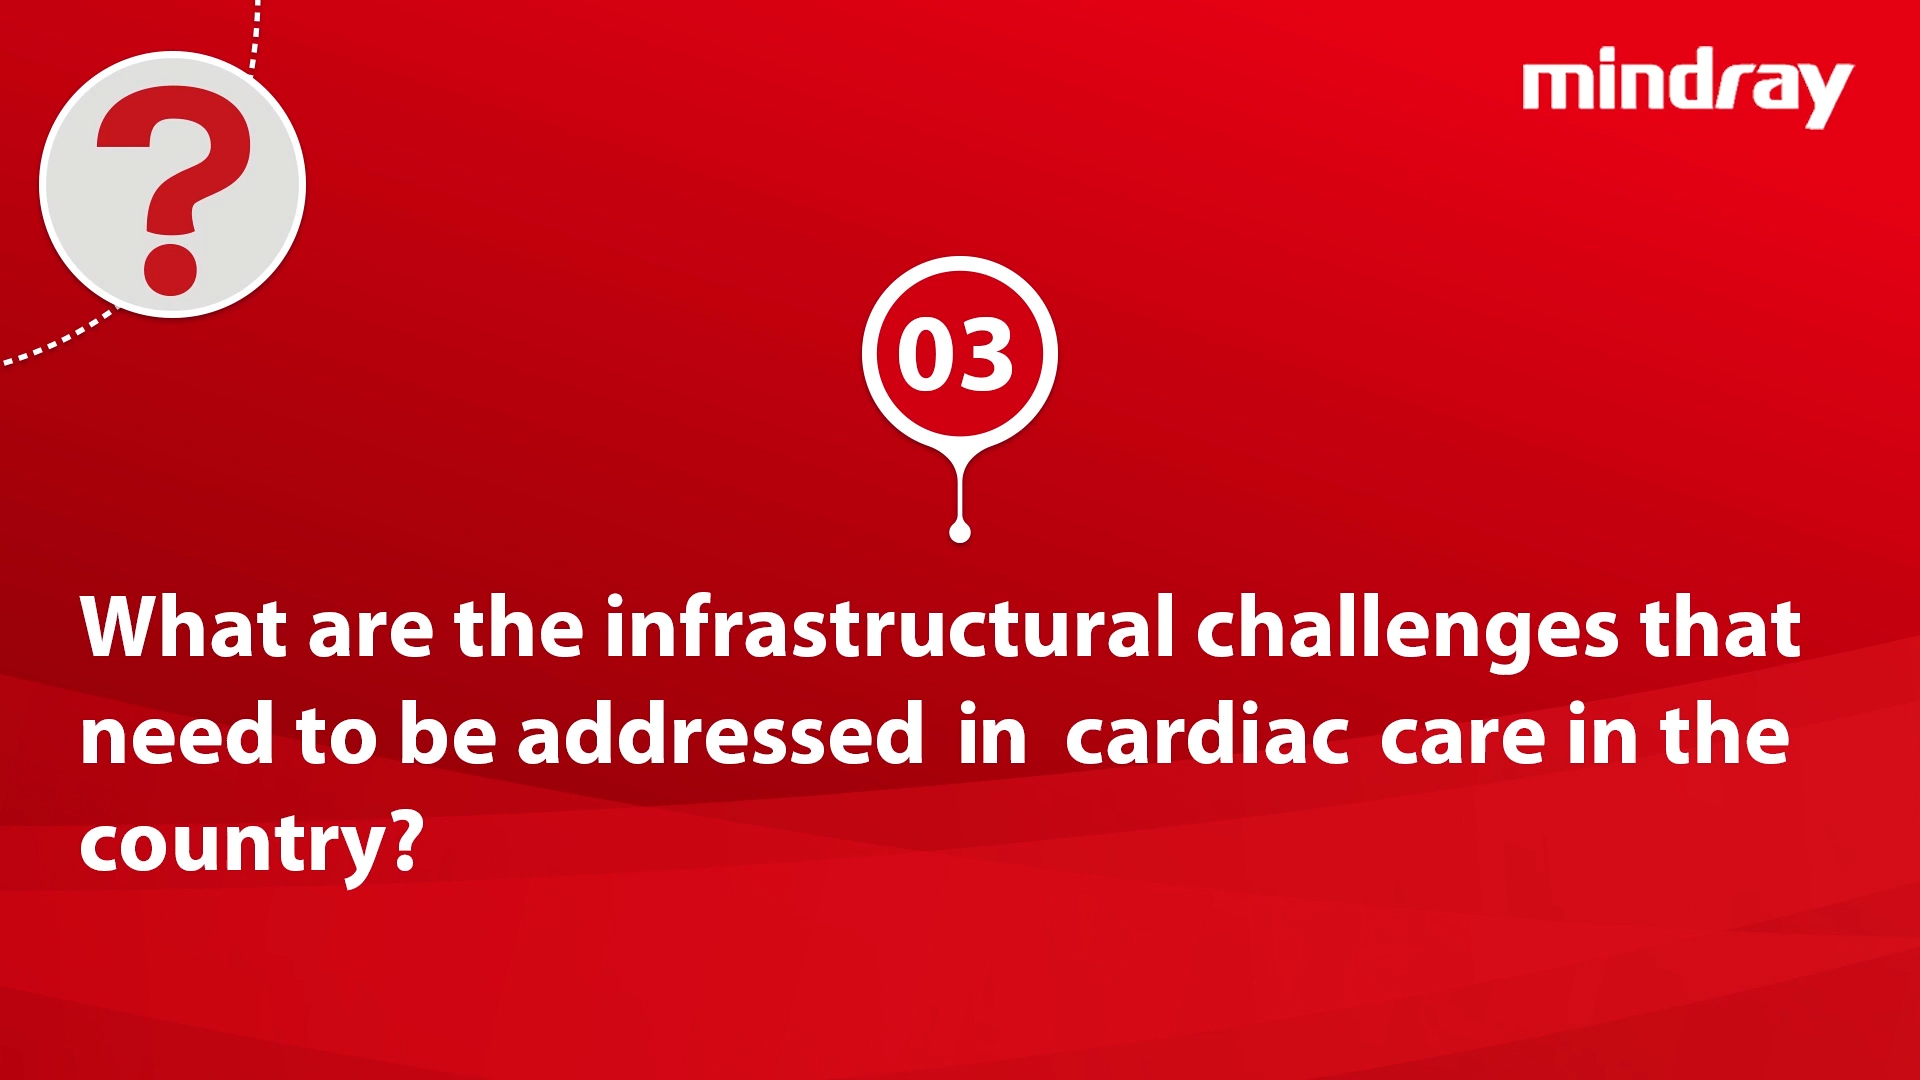 ?
mindray
03
What are the infrastructural challenges that
need to be addressed in cardiac care in the
country?